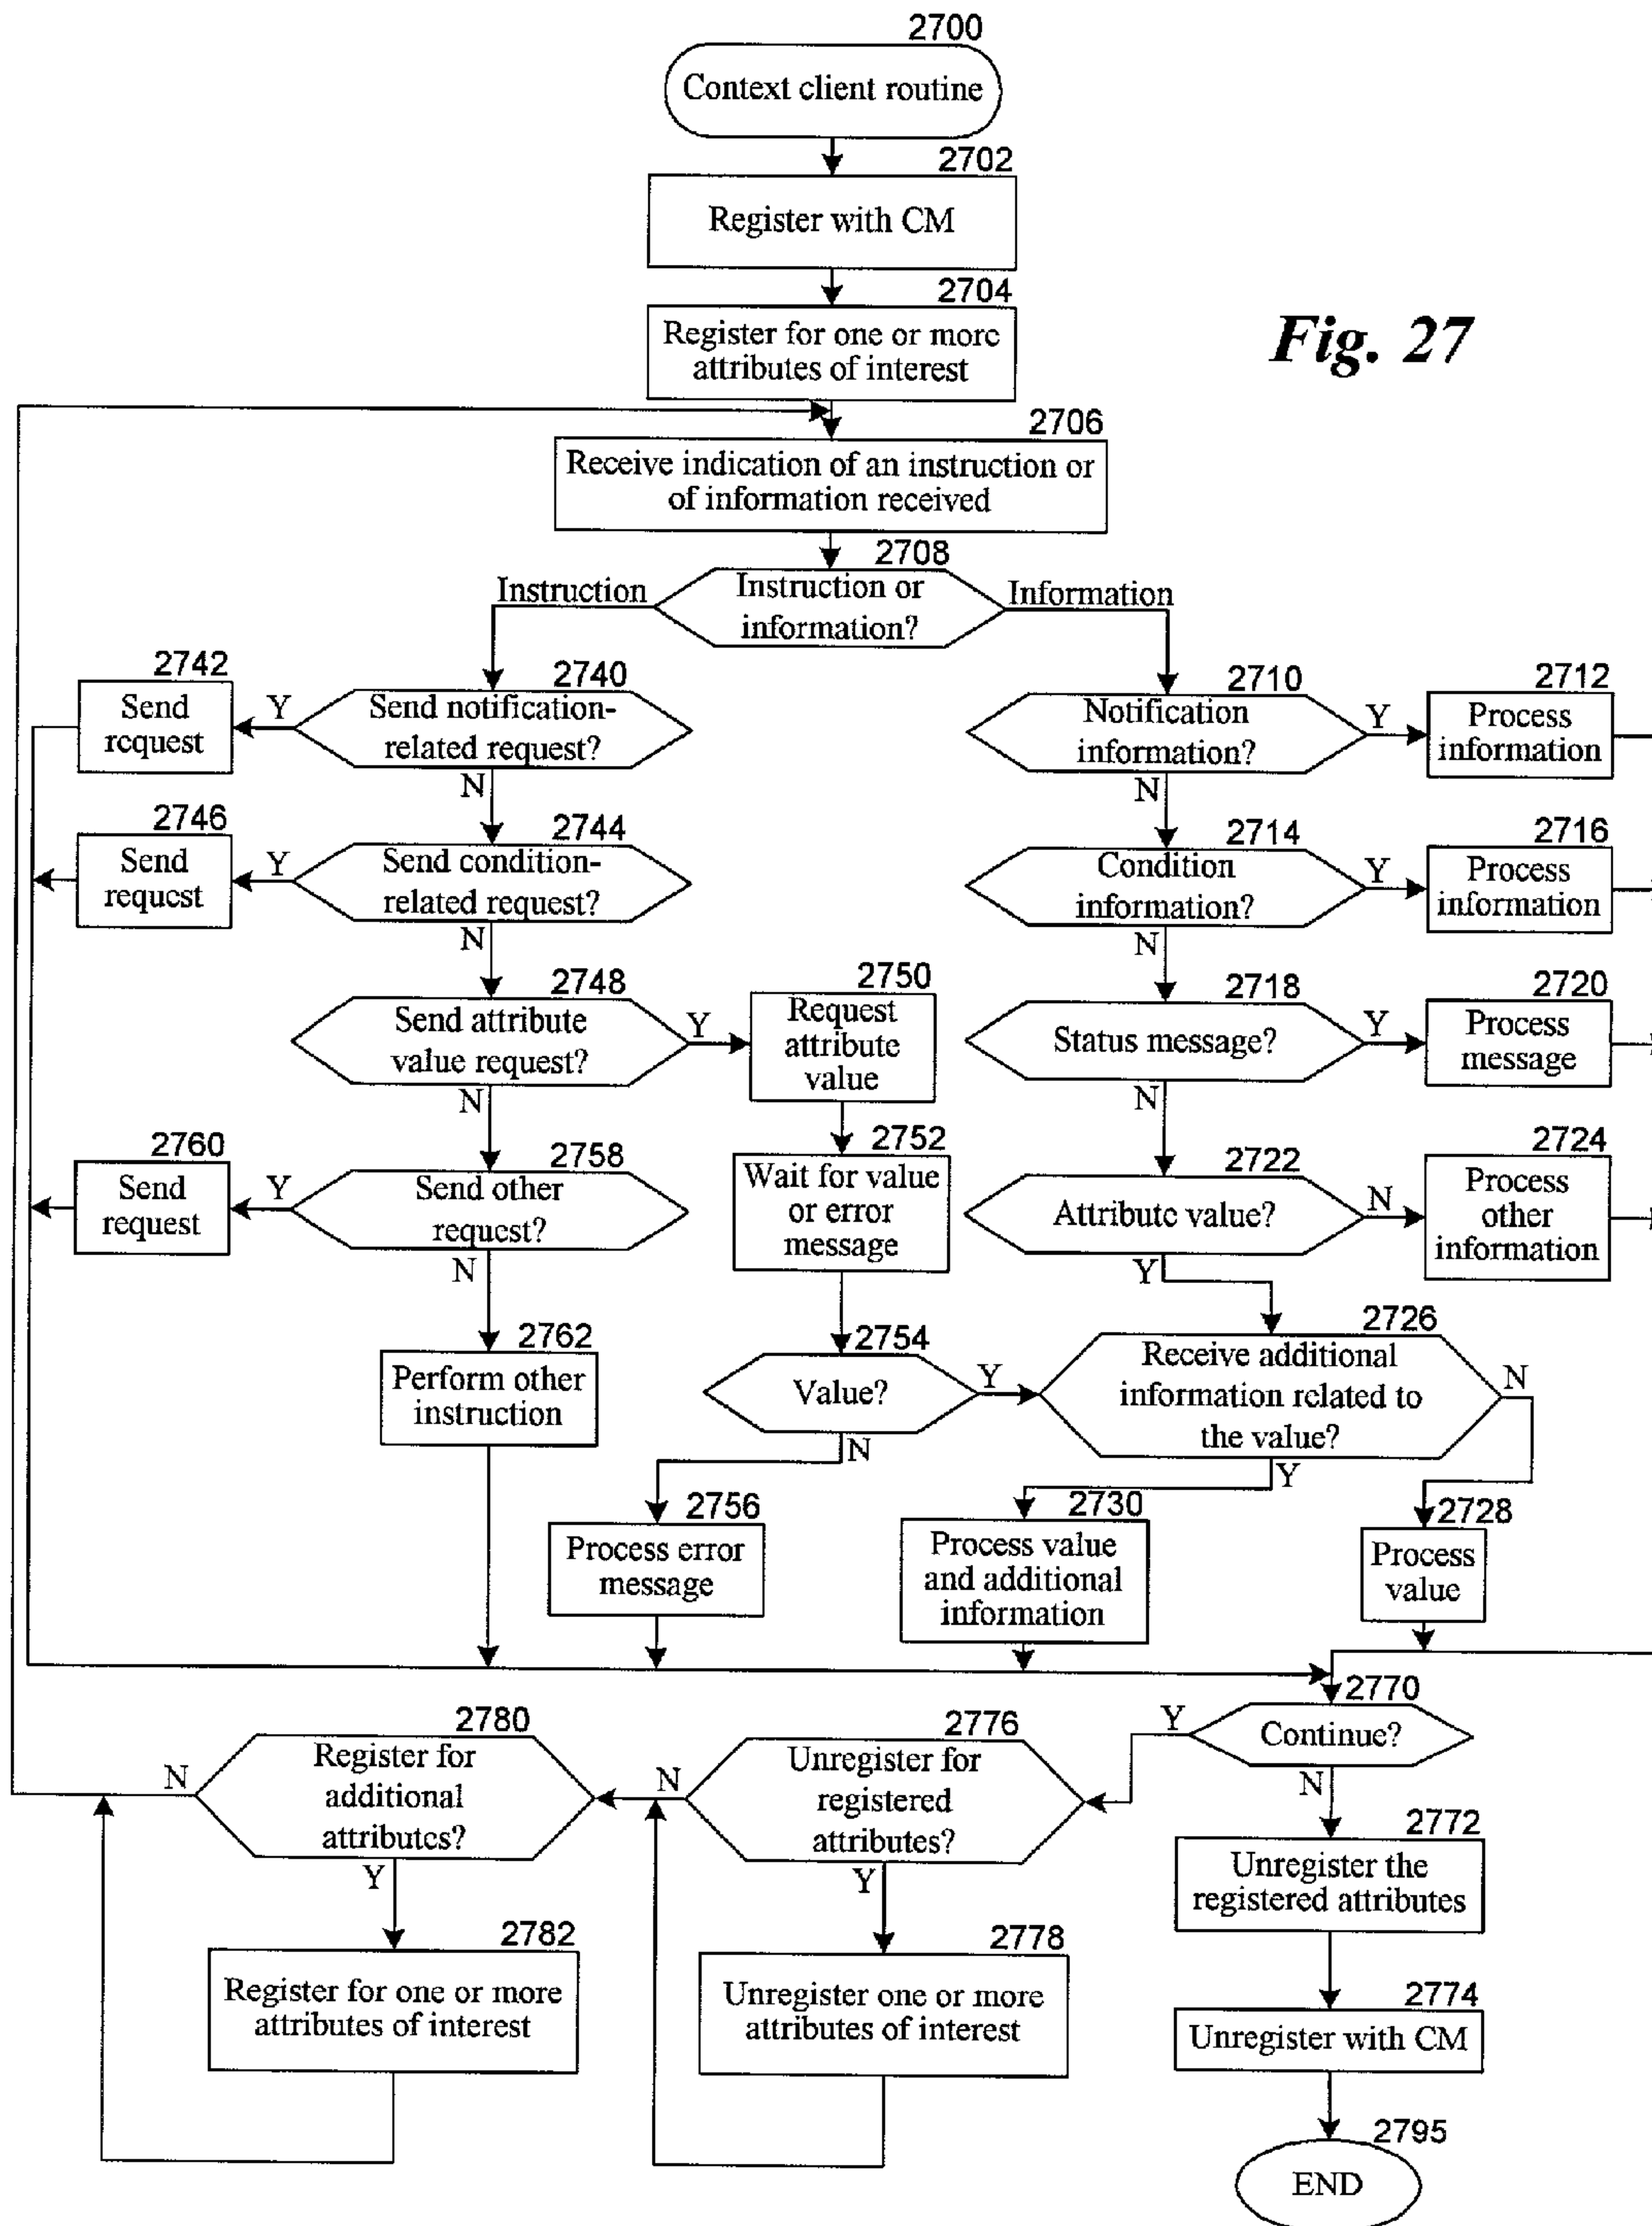 2700
Context client routine
2702
Register with CM
2704
Register for one or more
attributes of interest
Fig. 27
2706
Receive indication of an instruction or
of information received
2708
Instruction or
information?
Instruction
Information
2742
Send
request
Y
2740
Send notification-
related request?
N
2710
Notification
information?
Y
N
2712
Process
information
2746
Send
request
Y
2744
Send condition-
related request?
N
2714
Condition
information?
Y
N
2716
Process
information
2748
Send attribute
value request?
Y
N
2750
Request
attribute
value
2718
Status message?
Y
N
2720
Process
message
2760
Send
request
Y
2758
Send other
request?
N
2752
Wait for value
or error
message
2722
Attribute value?
N
Y
2724
Process
other
information
2762
Perform other
instruction
2754
Value?
Y
N
2726
Receive additional
information related to
the value?
N
Y
2756
Process error
message
2730
Process value
and additional
information
2728
Process
value
2770
Continue?
Y
N
2780
Register for
additional
attributes?
N
Y
2776
Unregister for
registered
attributes?
N
Y
2772
Unregister the
registered attributes
2782
Register for one or more
attributes of interest
2778
Unregister one or more
attributes of interest
2774
Unregister with CM
2795
END